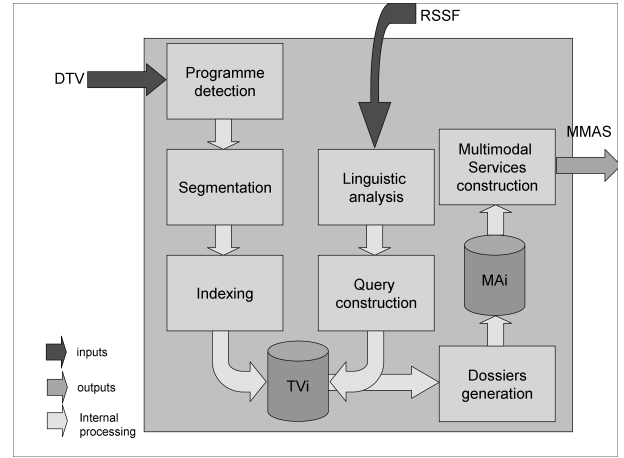 RSSF
DTV
Programme
detection
MMAS
Multimodal
Services
construction
Segmentation
Linguistic
analysis
Indexing
Query
construction
MAi
inputs
TVi
Dossiers
generation
outputs
Internal
processing